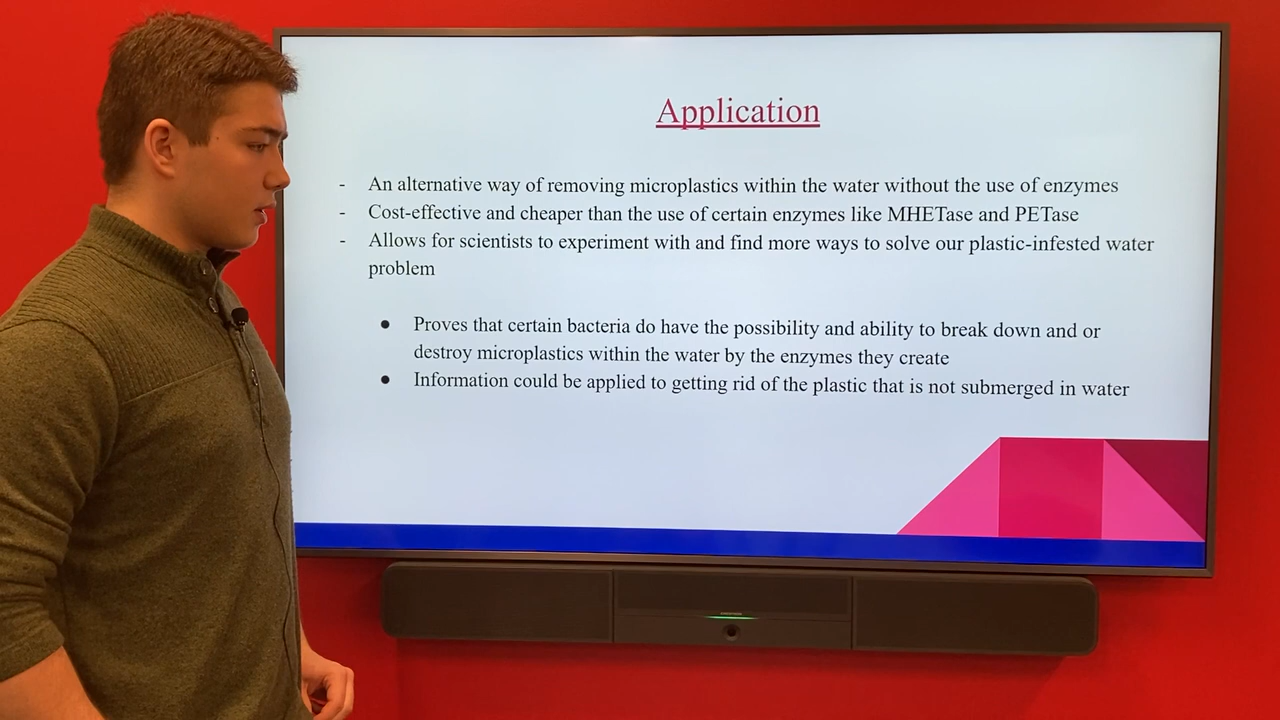 Application
- An alternative way of removing microplastics within the water without the use of enzymes
- Cost-effective and cheaper than the use of certain enzymes like MHETase and PETase
- Allows for scientists to experiment with and find more ways to solve our plastic-infested water
problem
● Proves that certain bacteria do have the possibility and ability to break down and or
destroy microplastics within the water by the enzymes they create
● Information could be applied to getting rid of the plastic that is not submerged in water